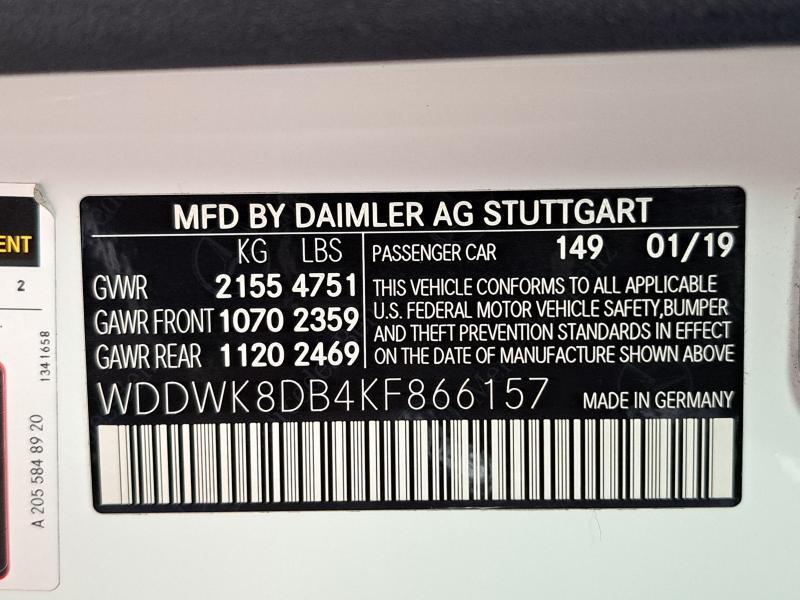 MFD BY DAIMLER AG STUTTGART
KG LBS
GVWR 2155 4751
GAWR FRONT 1070 2359
GAWR REAR 1120 2469
PASSENGER CAR 149 01/19
THIS VEHICLE CONFORMS TO ALL APPLICABLE
U.S. FEDERAL MOTOR VEHICLE SAFETY,BUMPER
AND THEFT PREVENTION STANDARDS IN EFFECT
ON THE DATE OF MANUFACTURE SHOWN ABOVE
WDDWK8DB4KF866157 MADE IN GERMANY
ENT
2
1341658
A 205 584 89 20